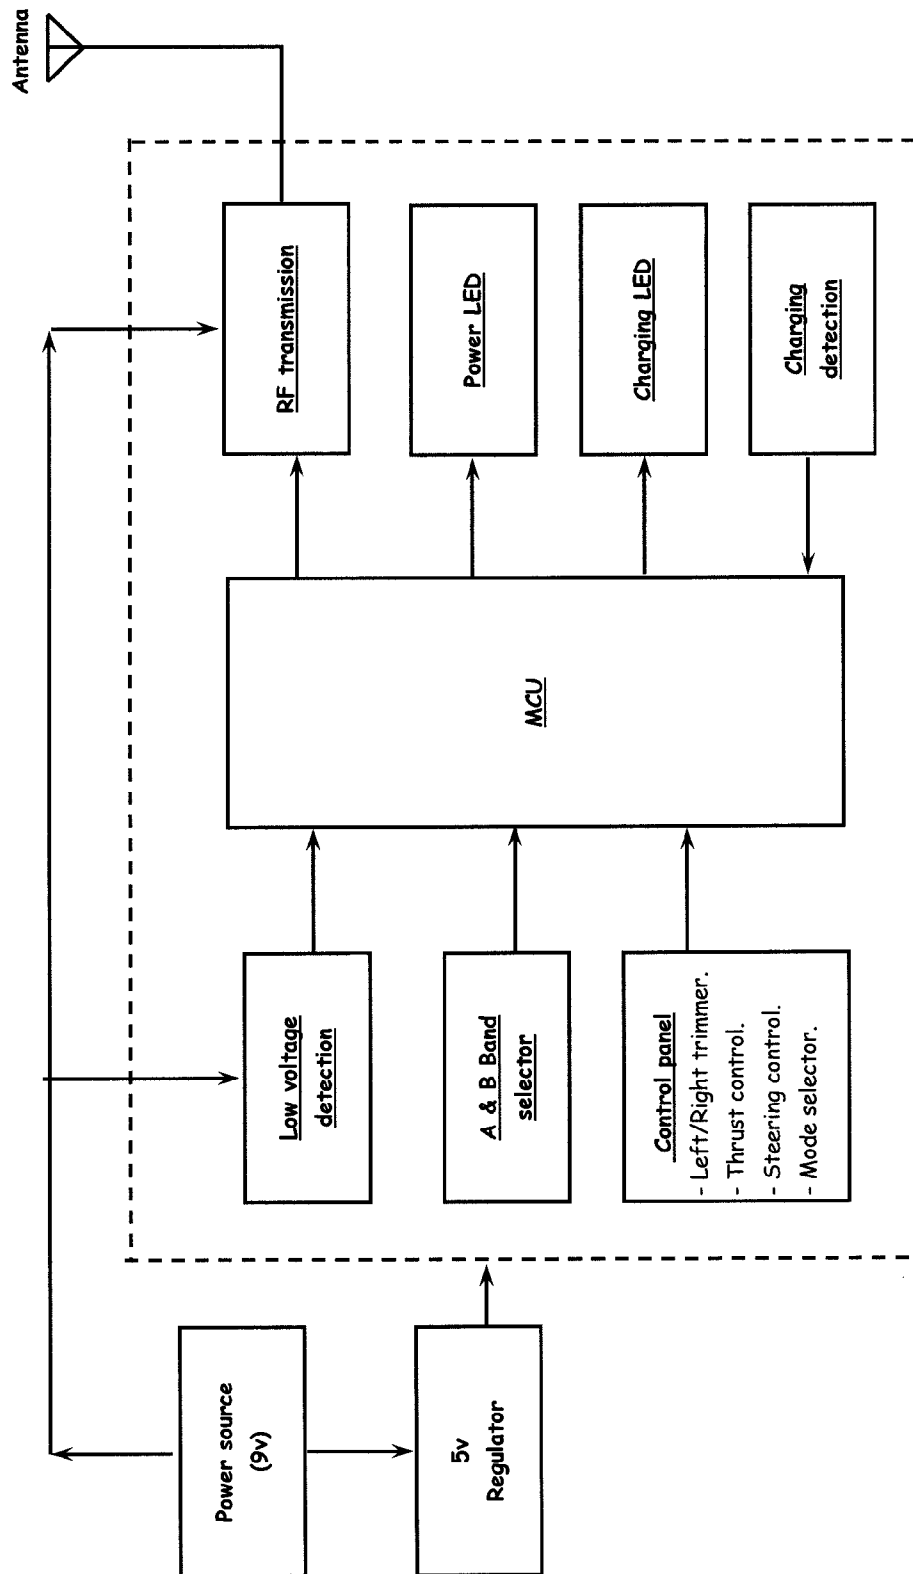 Antenna
RF transmission
Power LED
Charging LED
Charging
detection
MCU
Low voltage
detection
A & B Band
selector
Control panel
- Left/Right trimmer.
- Thrust control.
- Steering control.
- Mode selector.
Power source
(9v)
5v
Regulator